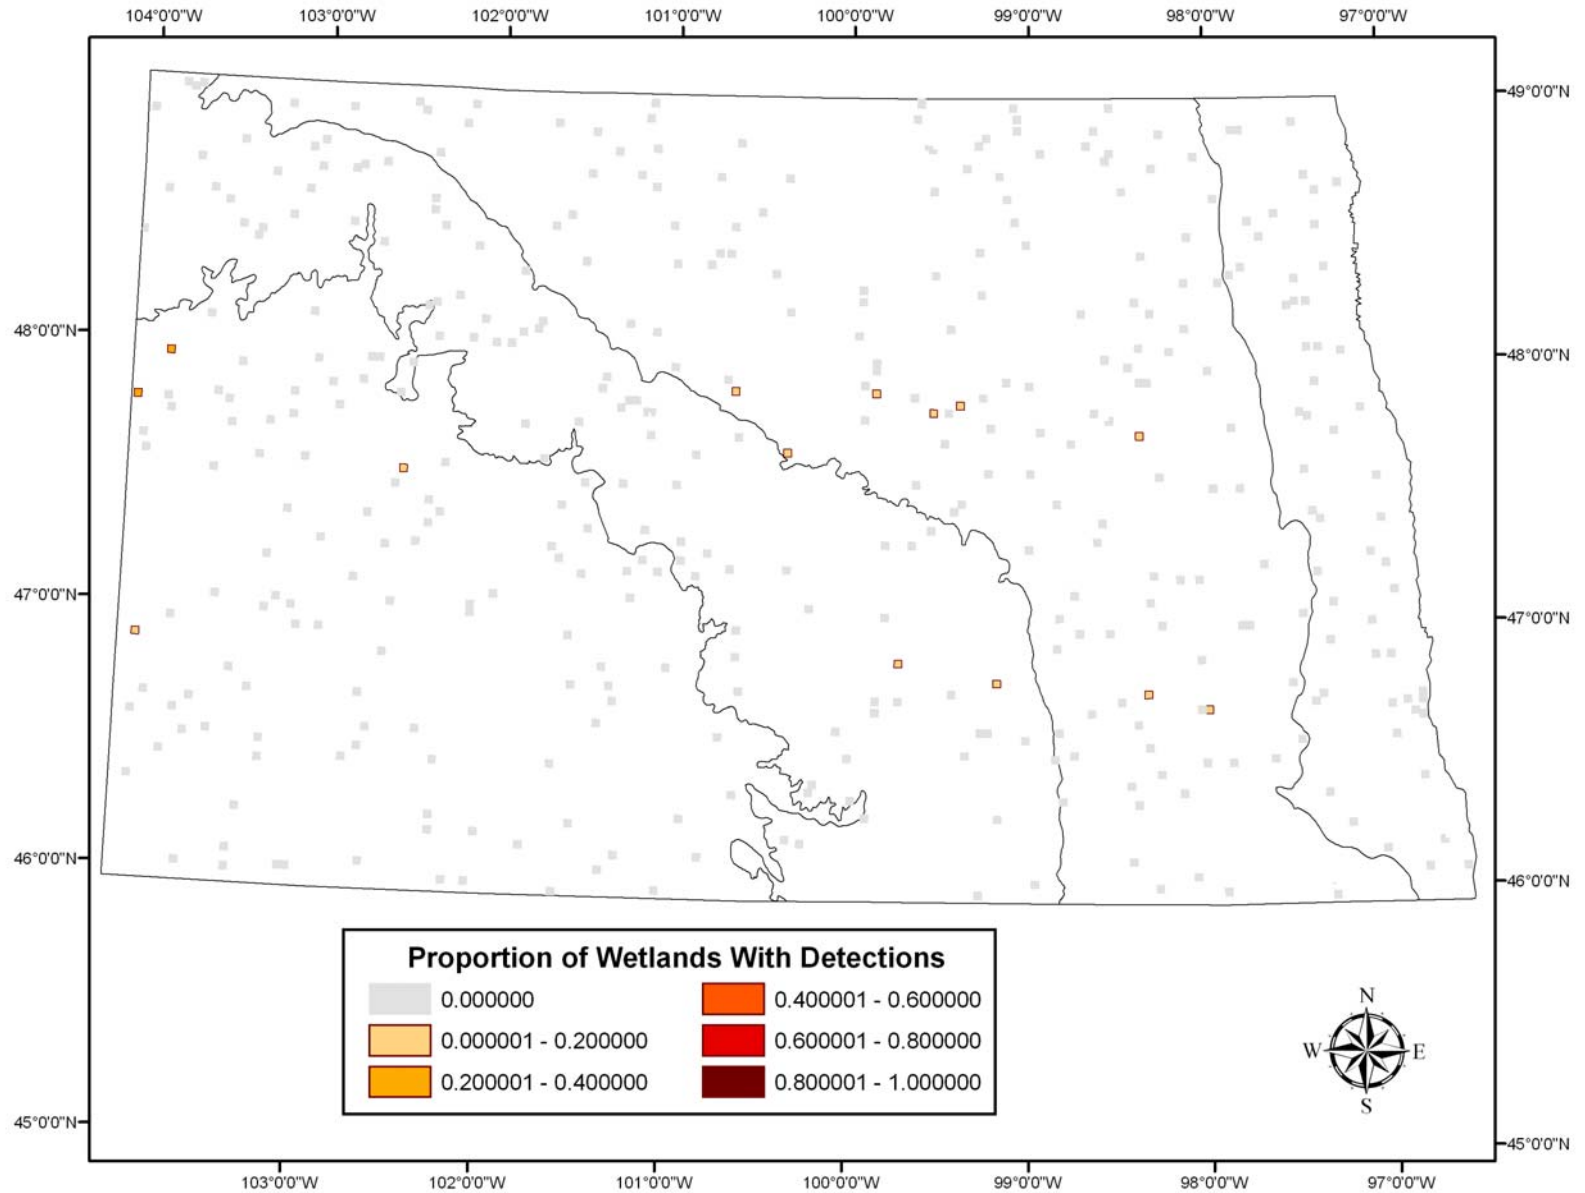 104°0'0"W 103°0'0"W 102°0'0"W 101°0'0"W 100°0'0"W 99°0'0"W 98°0'0"W 97°0'0"W
49°0'0"N
48°0'0"N
48°0'0"N
47°0'0"N
47°0'0"N
46°0'0"N
46°0'0"N
Proportion of Wetlands With Detections
0.000000
0.400001 - 0.600000
0.000001 - 0.200000
0.600001 - 0.800000
0.200001 - 0.400000
0.800001 - 1.000000
N
W E
S
45°0'0"N
45°0'0"N
103°0'0"W 102°0'0"W 101°0'0"W 100°0'0"W 99°0'0"W 98°0'0"W 97°0'0"W